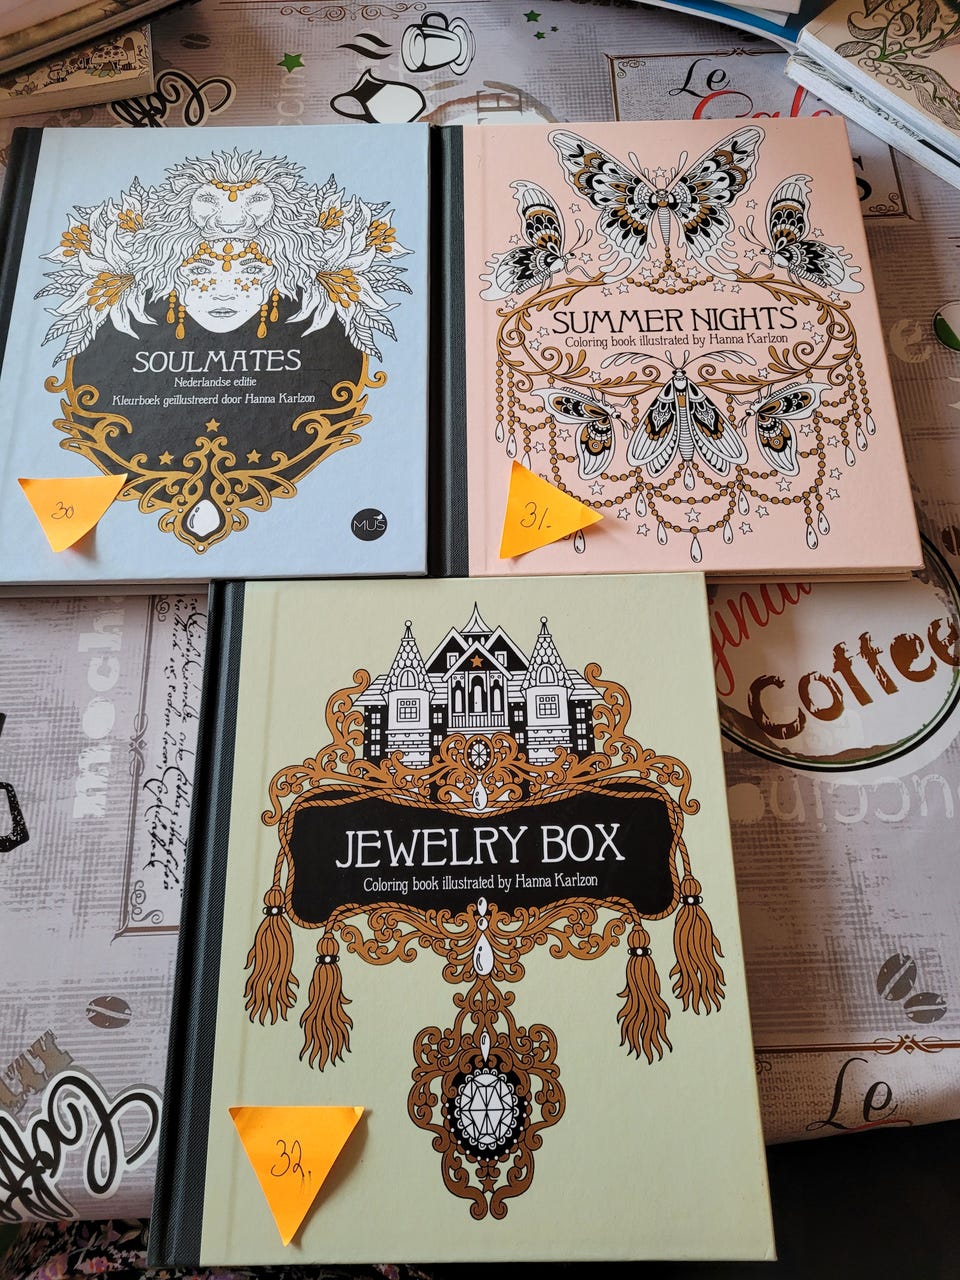 Le
SOULMATES
Nederlandse editie
Kleurboek geïllustreerd door Hanna Karlzon
30
MUS
SUMMER NIGHTS
Coloring book illustrated by Hanna Karlzon
31.-
coffee
JEWELRY BOX
Coloring book illustrated by Hanna Karlzon
32,,
Le